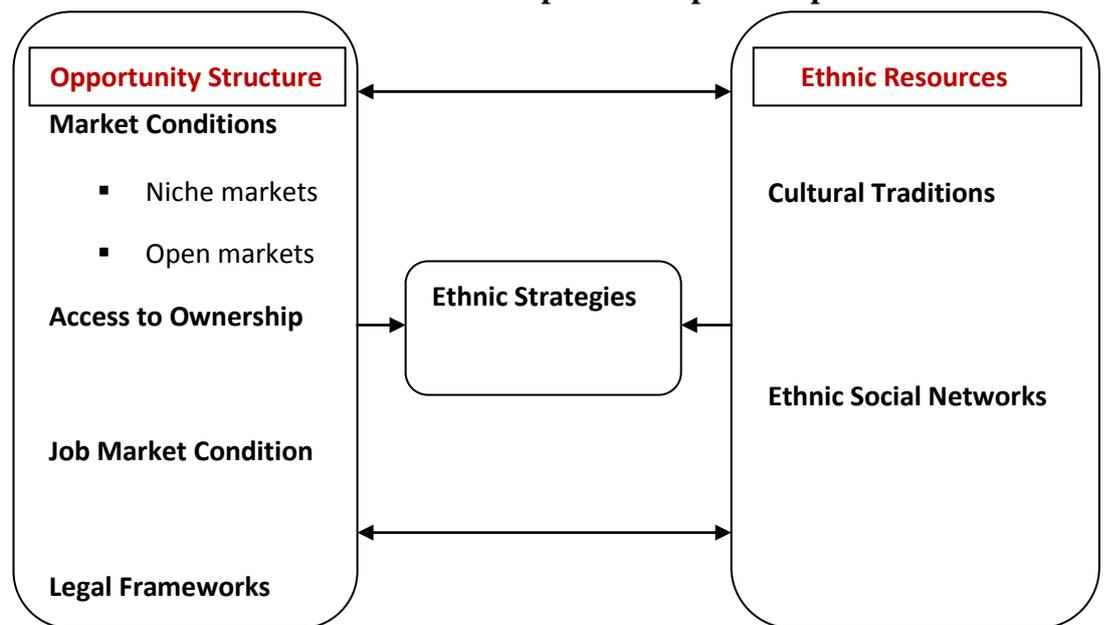 Opportunity Structure
Market Conditions
▪ Niche markets
▪ Open markets
Access to Ownership
Job Market Condition
Legal Frameworks
Ethnic Strategies
Ethnic Resources
Cultural Traditions
Ethnic Social Networks